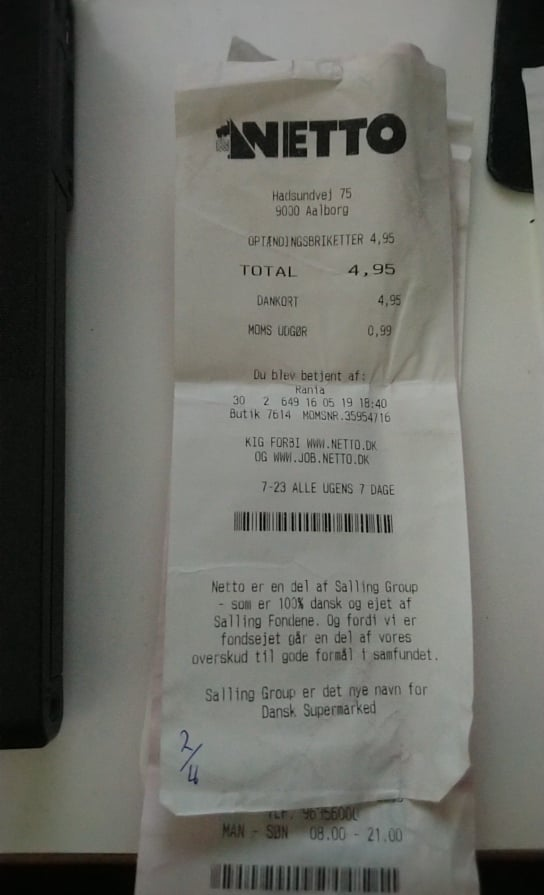 NETTO
Hadsundvej 75
9000 Aalborg
OPTÆNDINGSBRIKETTER 4,95
TOTAL 4,95
DANKORT 4,95
MOMS UDGØR 0,99
Du blev betjent af:
Rania
30 2 649 16 05 19 18:40
Butik 7614 MOMSNR.35954716
KIG FORBI WWW.NETTO.DK
OG WWW.JOB.NETTO.DK
7-23 ALLE UGENS 7 DAGE
Netto er en del af Salling Group
- som er 100% dansk og ejet af
Salling Fondene. Og fordi vi er
fondsejet går en del af vores
overskud til gode formål i samfundet.
Salling Group er det nye navn for
Dansk Supermarked
2/4
TLF.
MAN - SØN 08.00 - 21.00